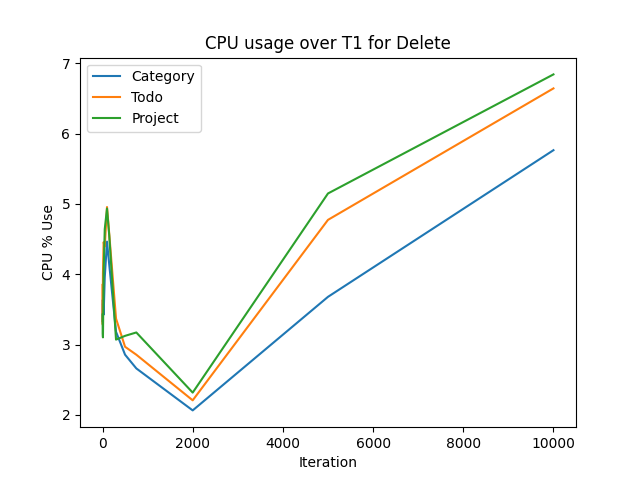 CPU usage over T1 for Delete
Category
Todo
Project
7
6
5
4
3
2
CPU % Use
0
2000
4000
6000
8000
10000
Iteration